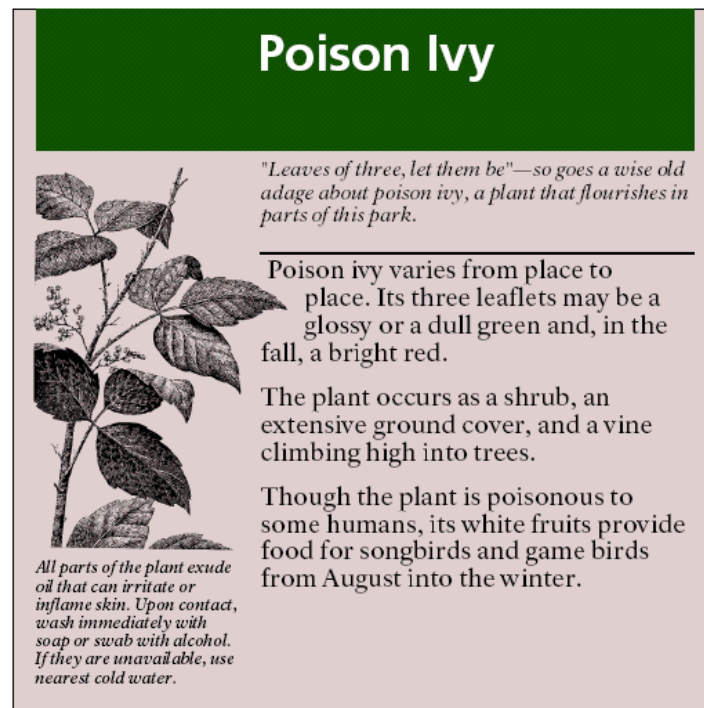 Poison Ivy
"Leaves of three, let them be"—so goes a wise old
adage about poison ivy, a plant that flourishes in
parts of this park.
Poison ivy varies from place to
place. Its three leaflets may be a
glossy or a dull green and, in the
fall, a bright red.
The plant occurs as a shrub, an
extensive ground cover, and a vine
climbing high into trees.
Though the plant is poisonous to
some humans, its white fruits provide
food for songbirds and game birds
from August into the winter.
All parts of the plant exude
oil that can irritate or
inflame skin. Upon contact,
wash immediately with
soap or swab with alcohol.
If they are unavailable, use
nearest cold water.